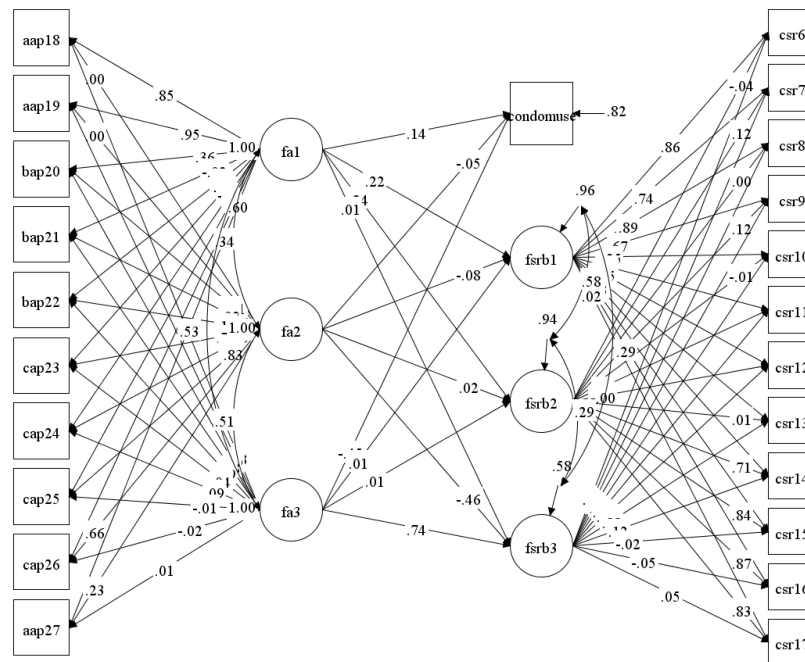 aap18
aap19
bap20
bap21
bap22
cap23
cap24
cap25
cap26
aap27
.00
.85
.00
.95
.36
1.00
.60
.34
.53
1.00
.83
.51
.09
-.01
1.00
-.02
.66
.01
.23
fa1
fa2
fa3
.14
-.05
.22
.01
-.08
.02
.01
.01
-.46
.74
condomuse
.82
.96
fsrb1
.58
.02
.94
.29
fsrb2
.00
.29
.58
fsrb3
-.04
.86
.12
.74
.00
.89
.12
-.01
.01
.71
.84
-.02
-.05
.87
.05
.83
csr6
csr7
csr8
csr9
csr10
csr11
csr12
csr13
csr14
csr15
csr16
csr17